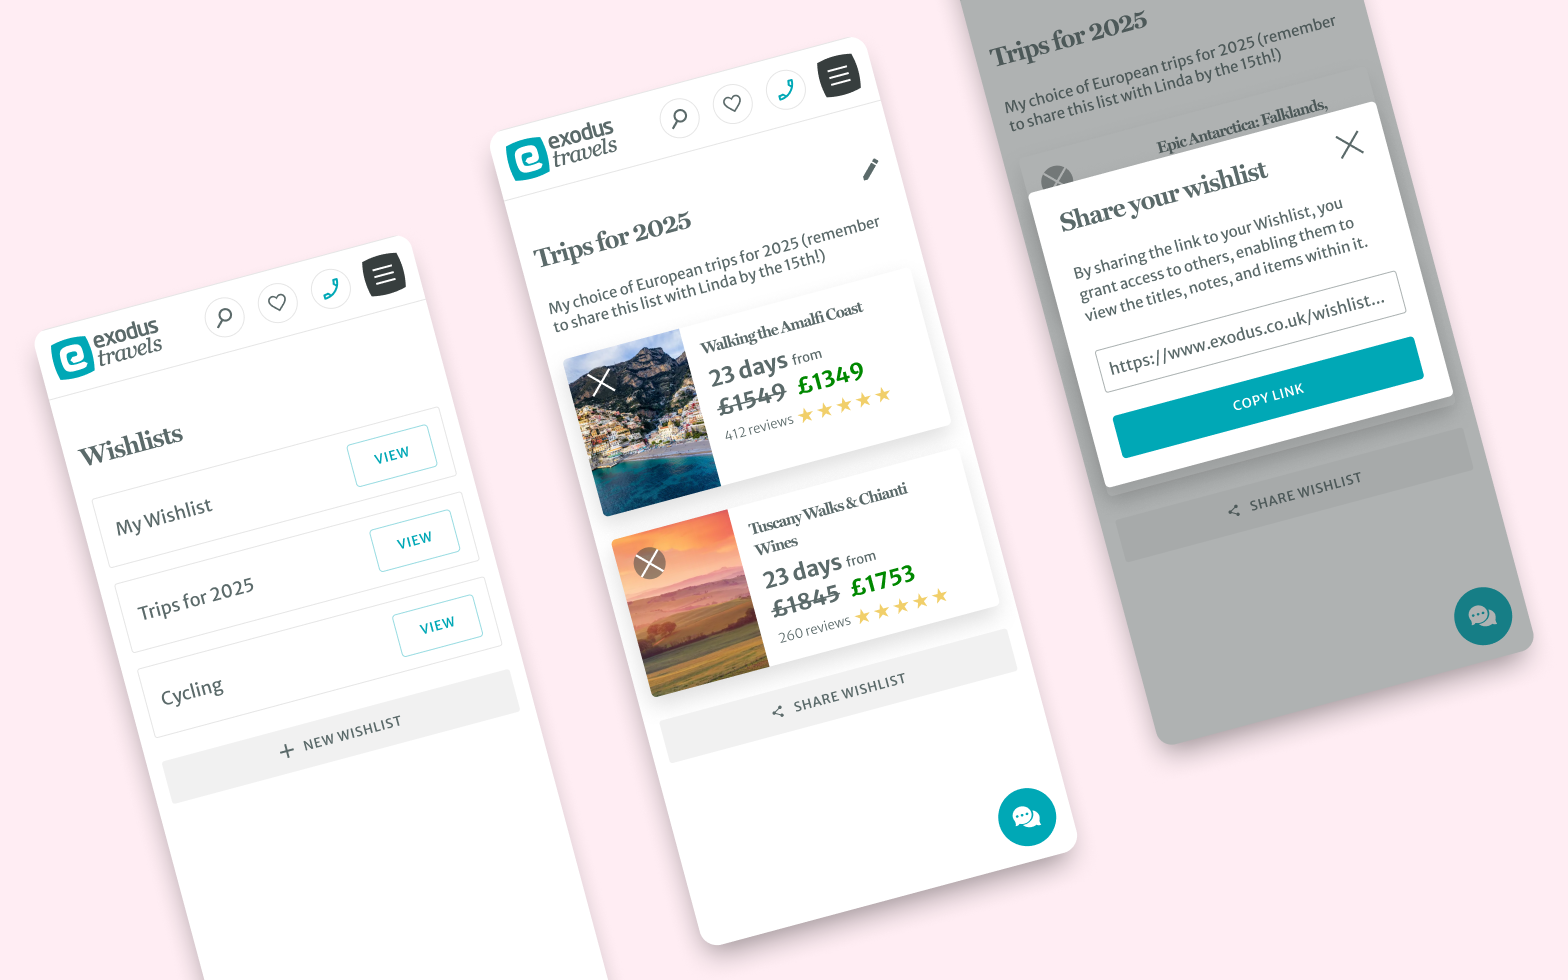 exodus
travels
Wishlists
My Wishlist
VIEW
Trips for 2025
VIEW
Cycling
VIEW
NEW WISHLIST
exodus
travels
Trips for 2025
My choice of European trips for 2025 (remember
to share this list with Linda by the 15th!)
Walking the Amalfi Coast
23 days from
£1549 £1349
412 reviews
Tuscany Walks & Chianti
Wines
23 days from
£1845 £1753
260 reviews
SHARE WISHLIST
Trips for 2025
My choice of European trips for 2025 (remember
to share this list with Linda by the 15th!)
Epic Antarctica: Falklands,
Share your wishlist
By sharing the link to your Wishlist, you
grant access to others, enabling them to
view the titles, notes, and items within it.
https://www.exodus.co.uk/wishlist...
COPY LINK
SHARE WISHLIST